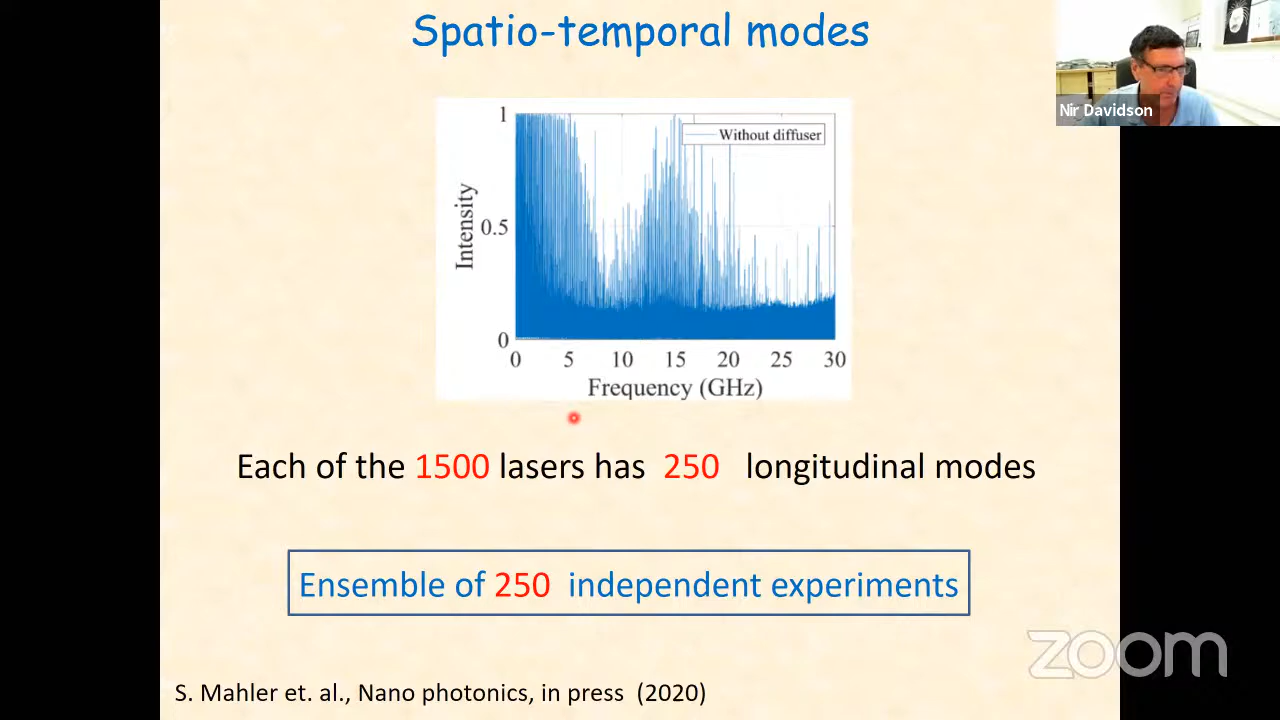 Spatio-temporal modes
Nir Davidson
Without diffuser
Intensity
1
0.5
0
0 5 10 15 20 25 30
Frequency (GHz)
Each of the 1500 lasers has 250 longitudinal modes
Ensemble of 250 independent experiments
zoom
S. Mahler et. al., Nano photonics, in press (2020)